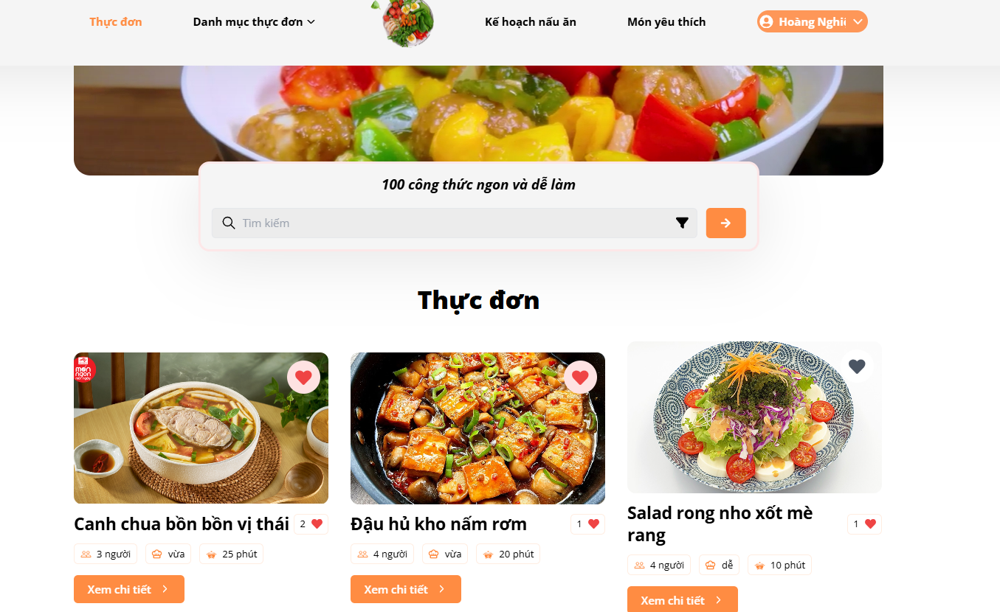 Thực đơn
Danh mục thực đơn
Kế hoạch nấu ăn
Món yêu thích
Hoàng
100 công thức ngon và dễ làm
Tìm kiếm
Thực đơn
món
ngon
mỗi ngày
Canh chua bồn bồn vị thái
2
3 người
vừa
25 phút
Xem chi tiết
Đậu hủ kho nấm rơm
1
4 người
vừa
20 phút
Xem chi tiết
Salad rong nho xốt mè
rang
1
4 người
dễ
10 phút
Xem chi tiết